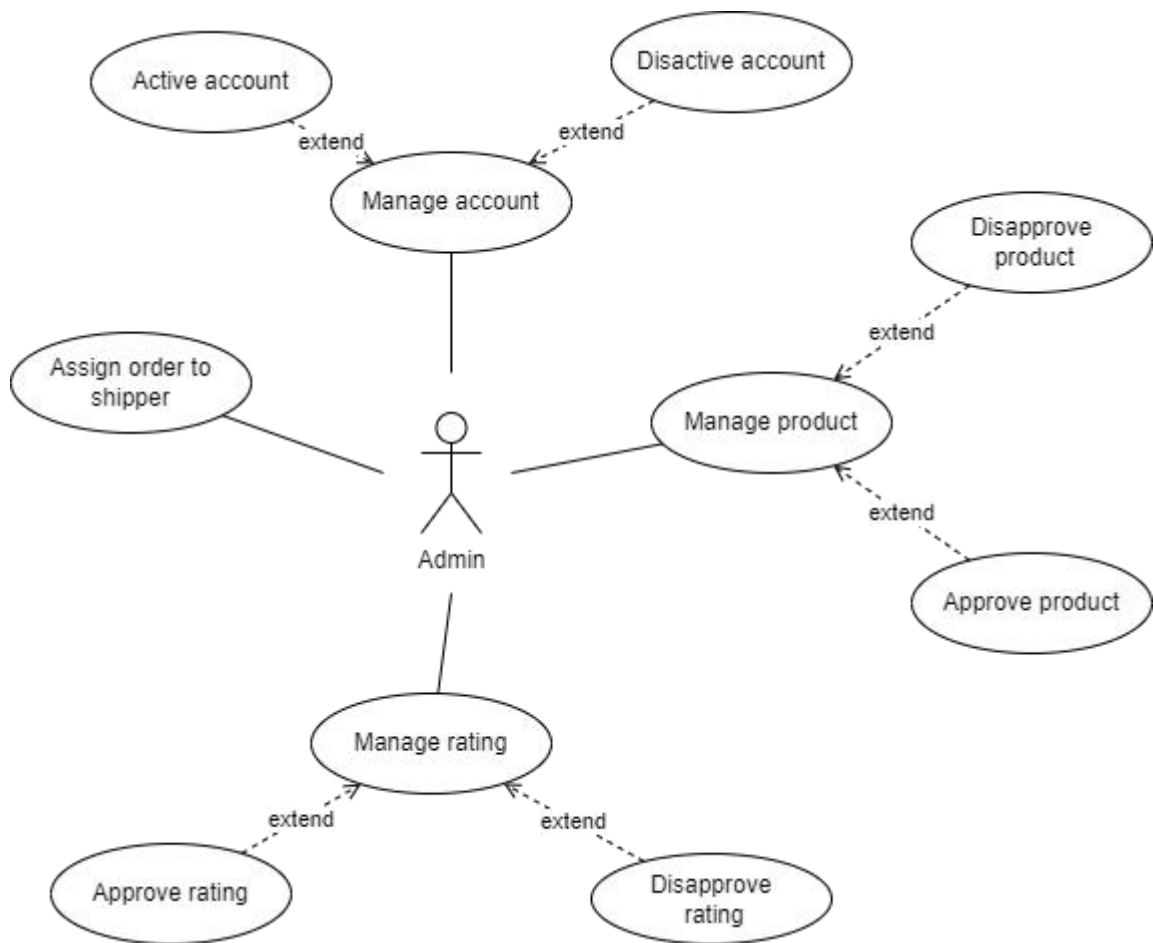 Active account
Disactive account
extend
extend
Manage account
Disapprove
product
extend
Assign order to
shipper
Manage product
extend
Admin
Approve product
Manage rating
extend
extend
Approve rating
Disapprove
rating